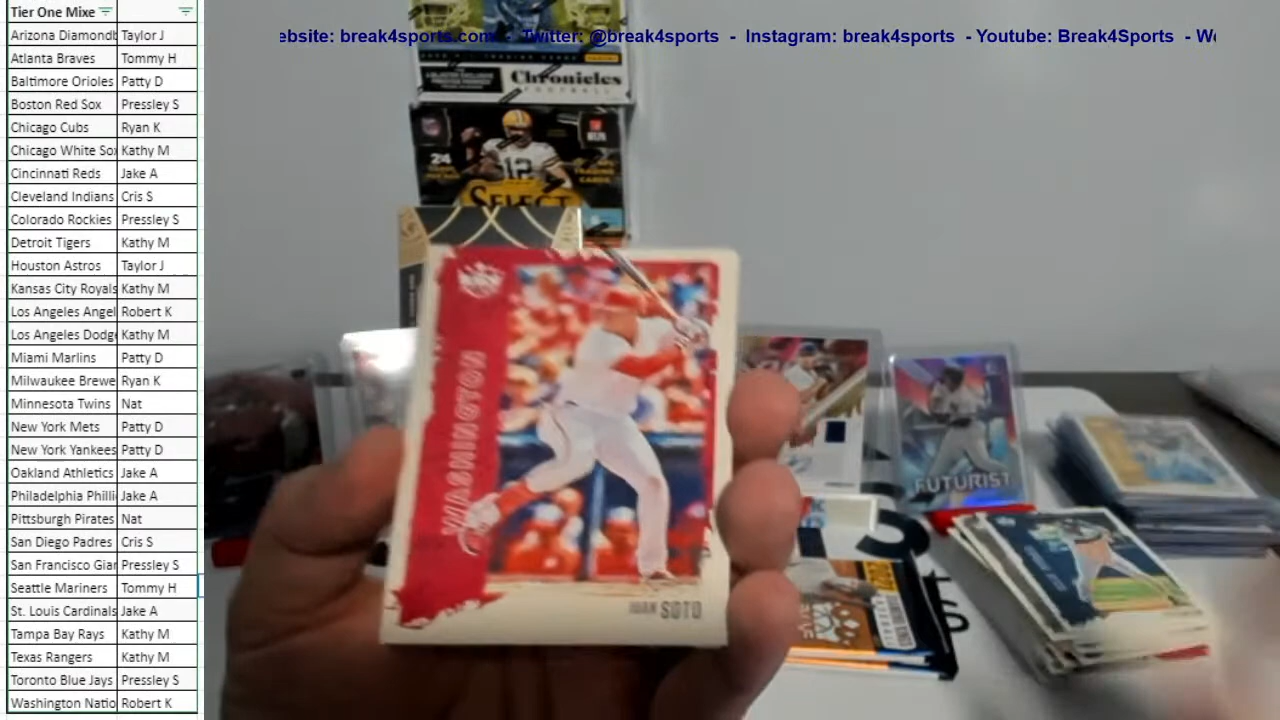 Tier One Mixe
Arizona Diamondb Taylor J
Atlanta Braves Tommy H
Baltimore Orioles Patty D
Boston Red Sox Pressley S
Chicago Cubs Ryan K
Chicago White Sox Kathy M
Cincinnati Reds Jake A
Cleveland Indians Cris S
Colorado Rockies Pressley S
Detroit Tigers Kathy M
Houston Astros Taylor J
Kansas City Royals Kathy M
Los Angeles Angel Robert K
Los Angeles Dodg Kathy M
Miami Marlins Patty D
Milwaukee Brewe Ryan K
Minnesota Twins Nat
New York Mets Patty D
New York Yankees Patty D
Oakland Athletics Jake A
Philadelphia Philli Jake A
Pittsburgh Pirates Nat
San Diego Padres Cris S
San Francisco Gian Pressley S
Seattle Mariners Tommy H
St. Louis Cardinals Jake A
Tampa Bay Rays Kathy M
Texas Rangers Kathy M
Toronto Blue Jays Pressley S
Washington Natio Robert K
ebsite: break4sports.com - Twitter: @break4sports - Instagram: break4sports - Youtube: Break4Sports - We
Chronicles
FOOTBALL
24
12
SELECT
WASHINGTON
JUAN SOTO
FUTURIST